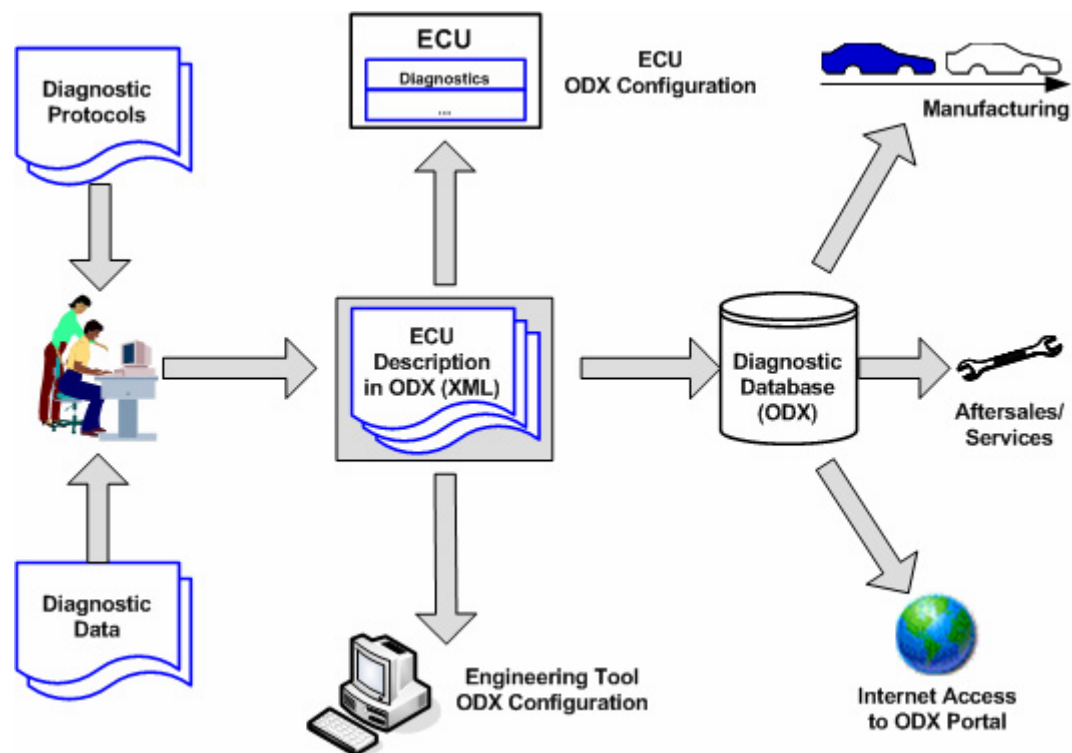 Diagnostic
Protocols
ECU
Diagnostics
...
ECU
ODX Configuration
Manufacturing
ECU
Description
in ODX (XML)
Diagnostic
Database
(ODX)
Aftersales/
Services
Diagnostic
Data
Engineering Tool
ODX Configuration
Internet Access
to ODX Portal